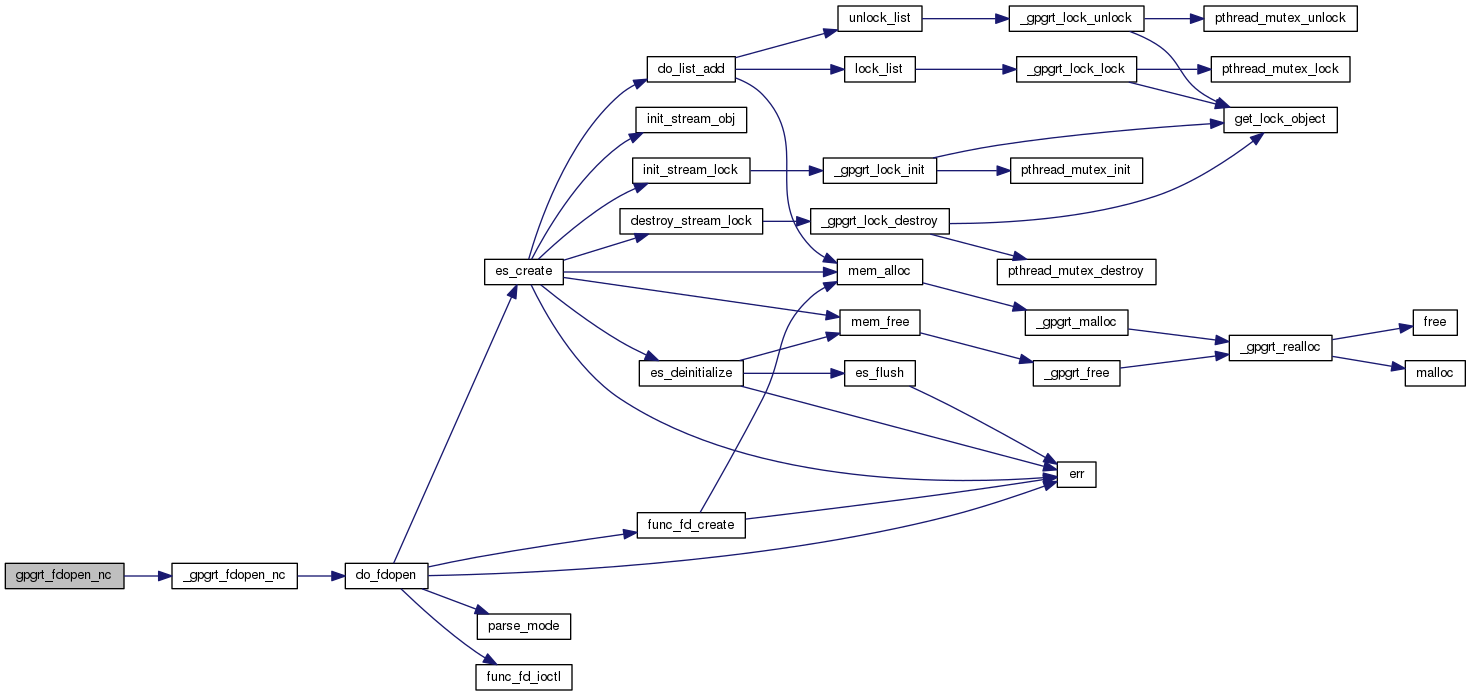 unlock_list
_gpgrt_lock_unlock
pthread_mutex_unlock
do_list_add
lock_list
_gpgrt_lock_lock
pthread_mutex_lock
init_stream_obj
get_lock_object
init_stream_lock
_gpgrt_lock_init
pthread_mutex_init
destroy_stream_lock
_gpgrt_lock_destroy
es_create
mem_alloc
pthread_mutex_destroy
mem_free
_gpgrt_malloc
free
_gpgrt_realloc
es_deinitialize
es_flush
_gpgrt_free
malloc
err
func_fd_create
gpgrt_fdopen_nc
_gpgrt_fdopen_nc
do_fdopen
parse_mode
func_fd_ioctl